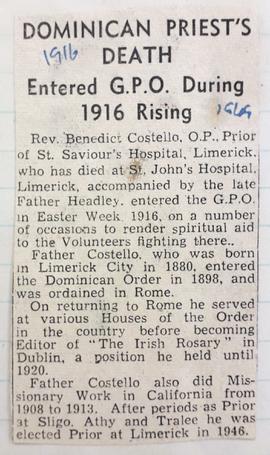 DOMINICAN PRIEST'S
DEATH
1916
Entered G.P.O. During
1916 Rising
Rev. Benedict Costello, O.P., Prior
of St. Saviour's Hospital, Limerick,
who has died at St. John's Hospital,
Limerick, accompanied by the late
Father Headley, entered the G.P.O.
in Easter Week, 1916, on a number
of occasions to render spiritual aid
to the Volunteers fighting there..
Father Costello, who was born
in Limerick City in 1880, entered
the Dominican Order in 1898, and
was ordained in Rome.
On returning to Rome he served
at various Houses of the Order
in the country before becoming
Editor of "The Irish Rosary" in
Dublin, a position he held until
1920.
Father Costello also did Mis-
sionary Work in California from
1908 to 1913. After periods as Prior
at Sligo, Athy and Tralee he was
elected Prior at Limerick in 1946.